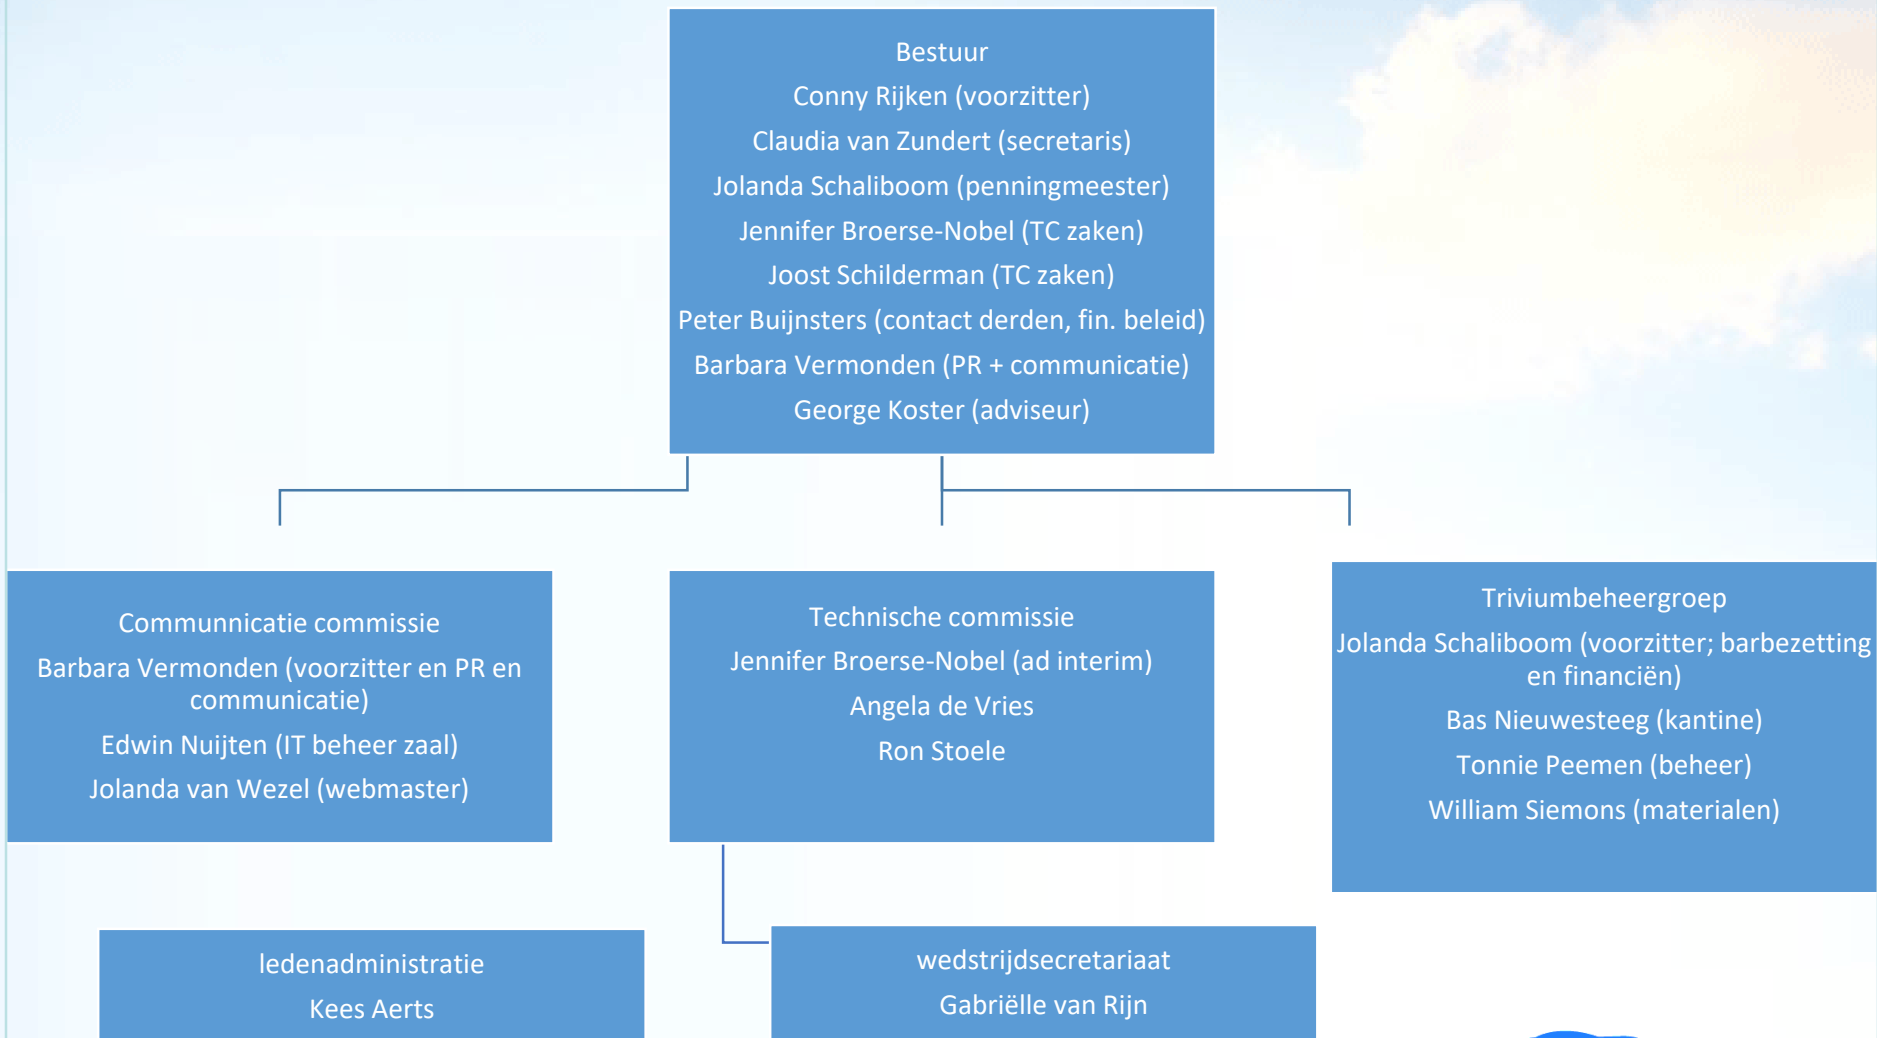 Bestuur
Conny Rijken (voorzitter)
Claudia van Zundert (secretaris)
Jolanda Schaliboom (penningmeester)
Jennifer Broerse-Nobel (TC zaken)
Joost Schilderman (TC zaken)
Peter Buijnsters (contact derden, fin. beleid)
Barbara Vermonden (PR + communicatie)
George Koster (adviseur)
Communnicatie commissie
Barbara Vermonden (voorzitter en PR en
communicatie)
Edwin Nuijten (IT beheer zaal)
Jolanda van Wezel (webmaster)
Technische commissie
Jennifer Broerse-Nobel (ad interim)
Angela de Vries
Ron Stoele
Triviumbeheergroep
Jolanda Schaliboom (voorzitter; barbezetting
en financiën)
Bas Nieuwesteeg (kantine)
Tonnie Peemen (beheer)
William Siemons (materialen)
ledenadministratie
Kees Aerts
wedstrijdsecretariaat
Gabriëlle van Rijn